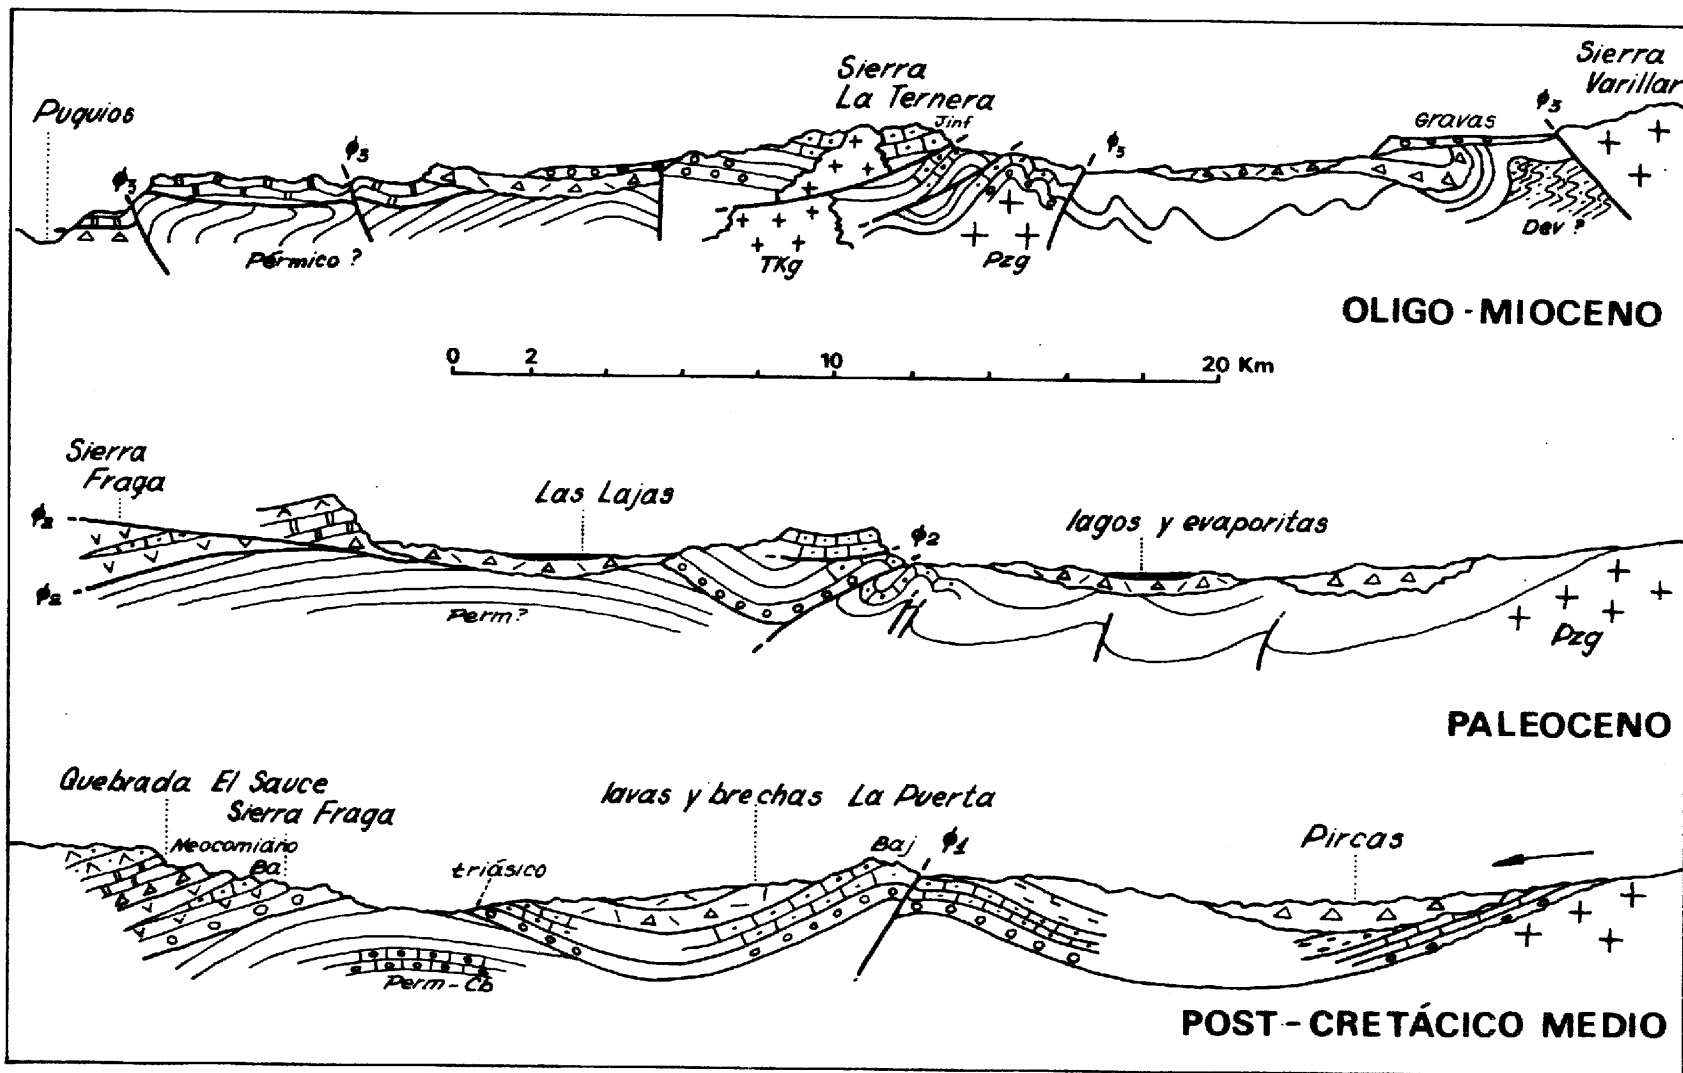 Sierra
Varillar
Sierra
La Ternera
Puquios
Jinf
Gravas
ϕ3
ϕ3
ϕ3
ϕ3
Pérmico ?
TKg
Pzg
Dev ?
OLIGO - MIOCENO
0 2 10 20 Km
Sierra
Fraga
Las Lajas
lagos y evaporitas
ϕ2
ϕ2
ϕ2
Perm?
Pzg
PALEOCENO
Quebrada El Sauce
Sierra Fraga
lavas y brechas La Puerta
Pircas
Neocomiano
Ba
triásico
Baj
ϕ1
Perm - Cb
POST - CRETÁCICO MEDIO